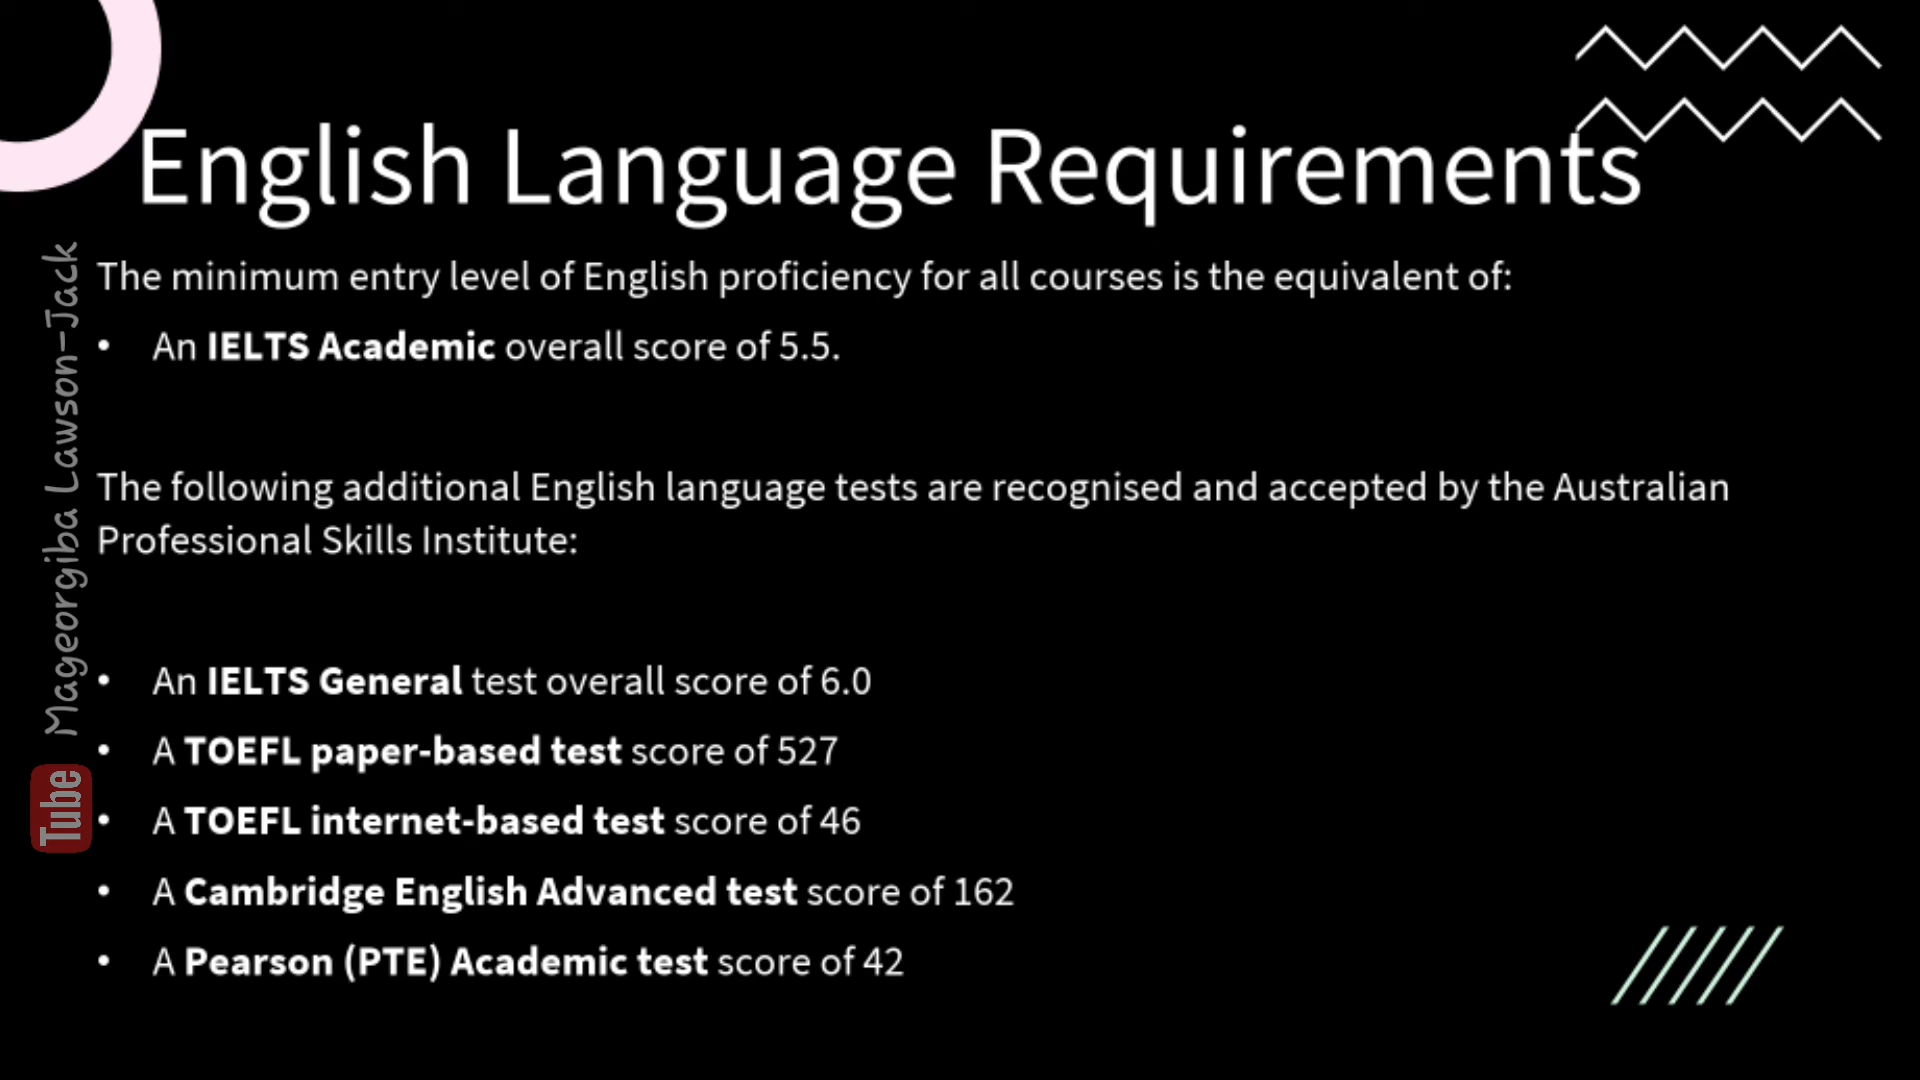 English Language Requirements
The minimum entry level of English proficiency for all courses is the equivalent of:
• An IELTS Academic overall score of 5.5.
The following additional English language tests are recognised and accepted by the Australian
Professional Skills Institute:
• An IELTS General test overall score of 6.0
• A TOEFL paper-based test score of 527
• A TOEFL internet-based test score of 46
• A Cambridge English Advanced test score of 162
• A Pearson (PTE) Academic test score of 42
Tube Mageorgiba Lawson-Jack